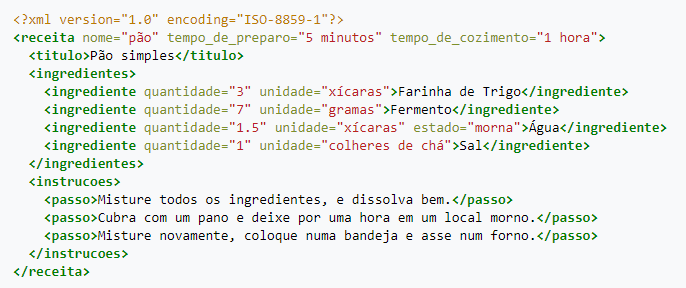 <?xml version="1.0" encoding="ISO-8859-1"?>
<receita nome="pão" tempo_de_preparo="5 minutos" tempo_de_cozimento="1 hora">
  <titulo>Pão simples</titulo>
  <ingredientes>
    <ingrediente quantidade="3" unidade="xícaras">Farinha de Trigo</ingrediente>
    <ingrediente quantidade="7" unidade="gramas">Fermento</ingrediente>
    <ingrediente quantidade="1.5" unidade="xícaras" estado="morna">Água</ingrediente>
    <ingrediente quantidade="1" unidade="colheres de chá">Sal</ingrediente>
  </ingredientes>
  <instrucoes>
    <passo>Misture todos os ingredientes, e dissolva bem.</passo>
    <passo>Cubra com um pano e deixe por uma hora em um local morno.</passo>
    <passo>Misture novamente, coloque numa bandeja e asse num forno.</passo>
  </instrucoes>
</receita>